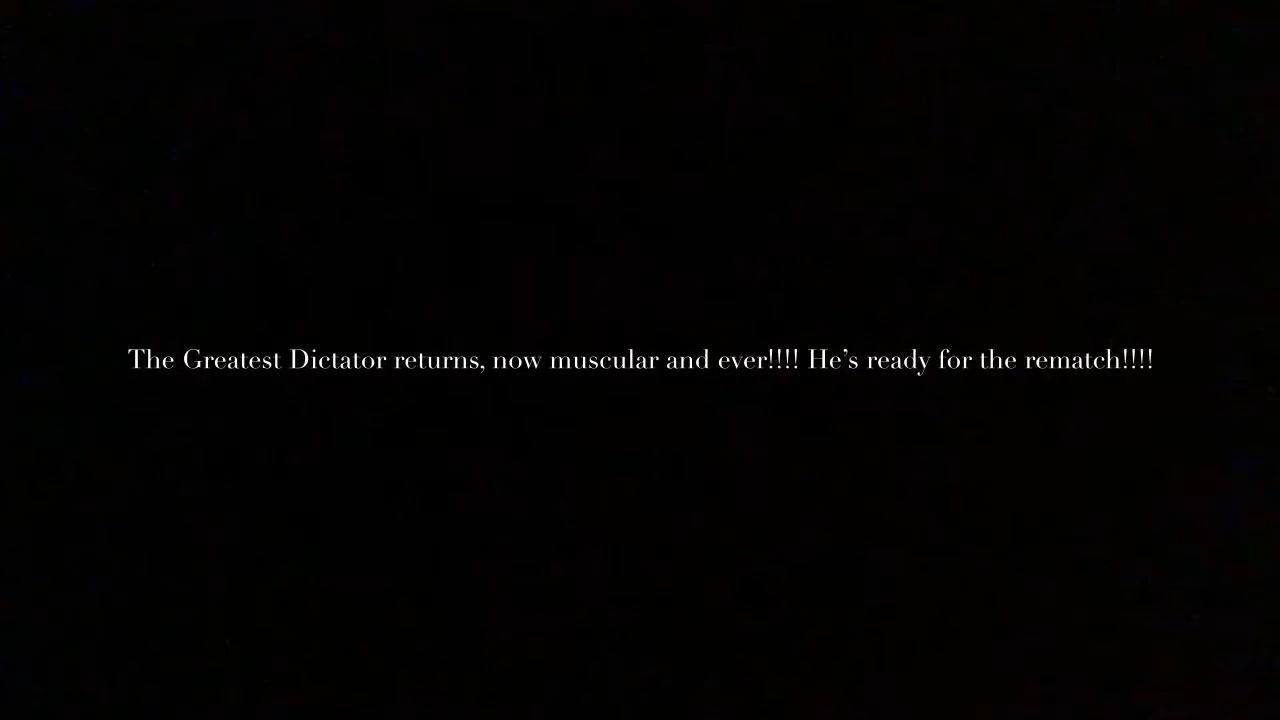 The Greatest Dictator returns, now muscular and ever!!!! He’s ready for the rematch!!!!